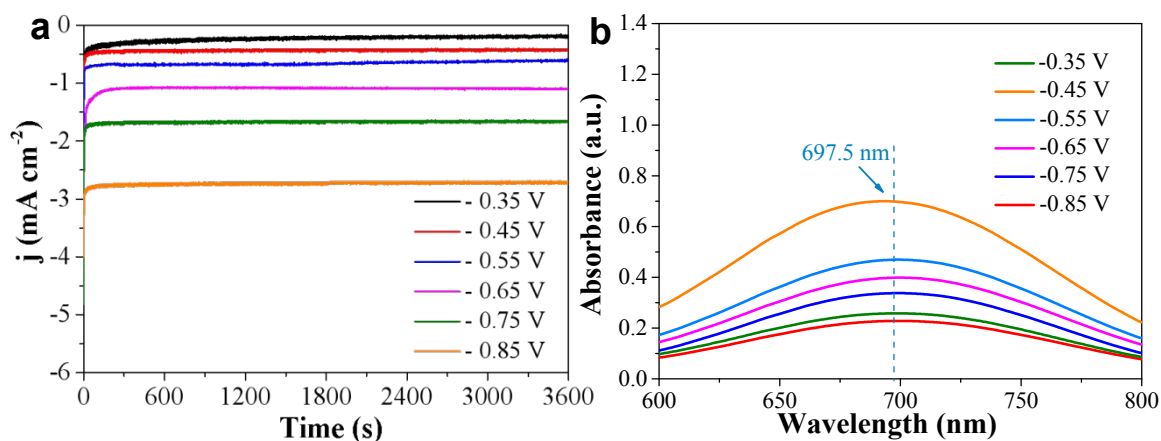 a
0
-1
-2
-3
-4
-5
-6
j (mA cm-2)
0
600
1200
1800
2400
3000
3600
Time (s)
- 0.35 V
- 0.45 V
- 0.55 V
- 0.65 V
- 0.75 V
- 0.85 V
b
1.4
1.2
1.0
0.8
0.6
0.4
0.2
0.0
Absorbance (a.u.)
600
650
700
750
800
Wavelength (nm)
697.5 nm
-0.35 V
-0.45 V
-0.55 V
-0.65 V
-0.75 V
-0.85 V